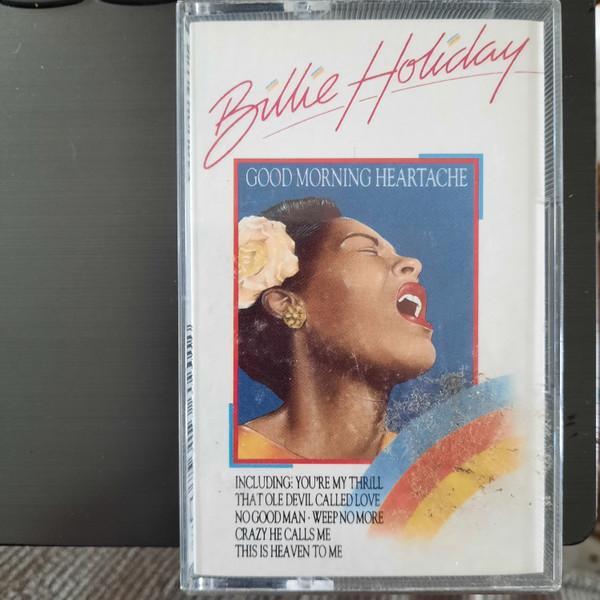 Billie Holiday
GOOD MORNING HEARTACHE
INCLUDING: YOU'RE MY THRILL
THAT OLE DEVIL CALLED LOVE
NO GOOD MAN · WEEP NO MORE
CRAZY HE CALLS ME
THIS IS HEAVEN TO ME